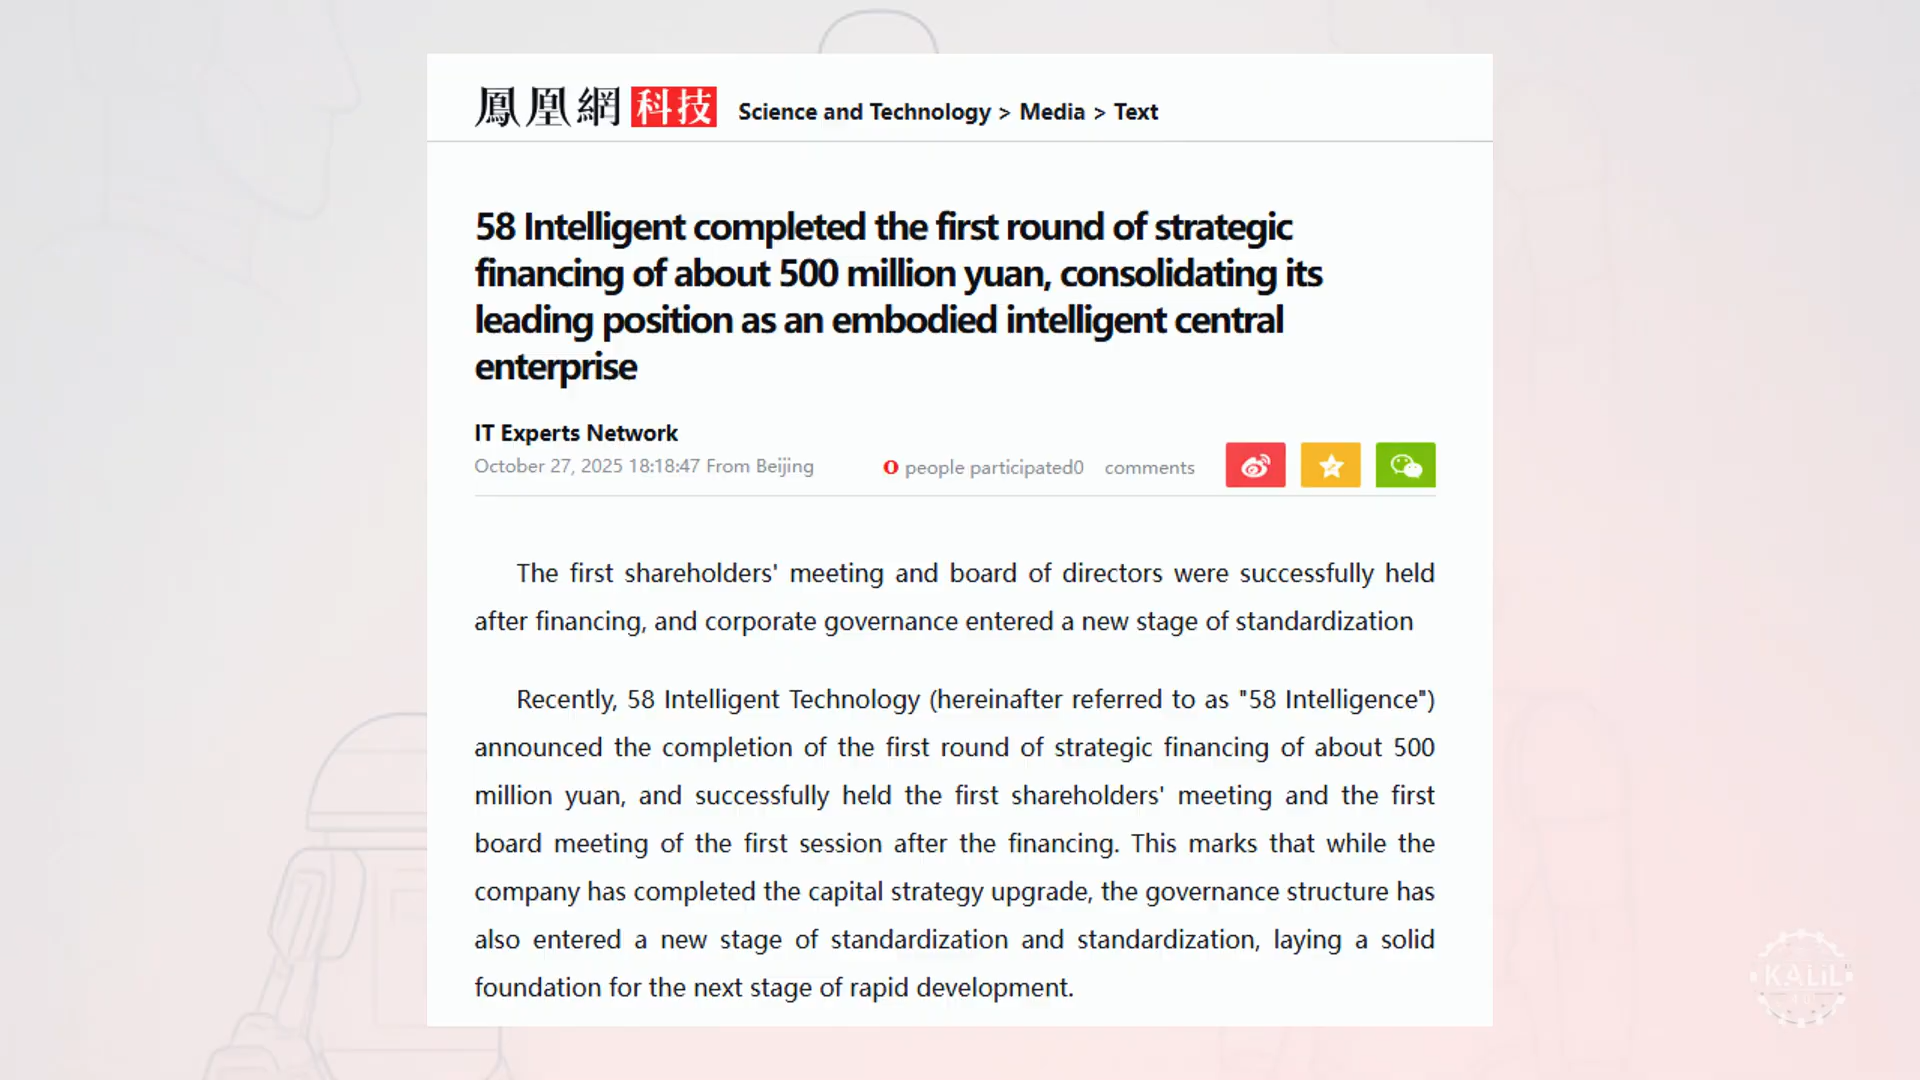 鳳凰網 科技 Science and Technology > Media > Text
58 Intelligent completed the first round of strategic
financing of about 500 million yuan, consolidating its
leading position as an embodied intelligent central
enterprise
IT Experts Network
October 27, 2025 18:18:47 From Beijing
0 people participated0 comments
The first shareholders' meeting and board of directors were successfully held
after financing, and corporate governance entered a new stage of standardization
Recently, 58 Intelligent Technology (hereinafter referred to as "58 Intelligence")
announced the completion of the first round of strategic financing of about 500
million yuan, and successfully held the first shareholders' meeting and the first
board meeting of the first session after the financing. This marks that while the
company has completed the capital strategy upgrade, the governance structure has
also entered a new stage of standardization and standardization, laying a solid
foundation for the next stage of rapid development.
KALIL